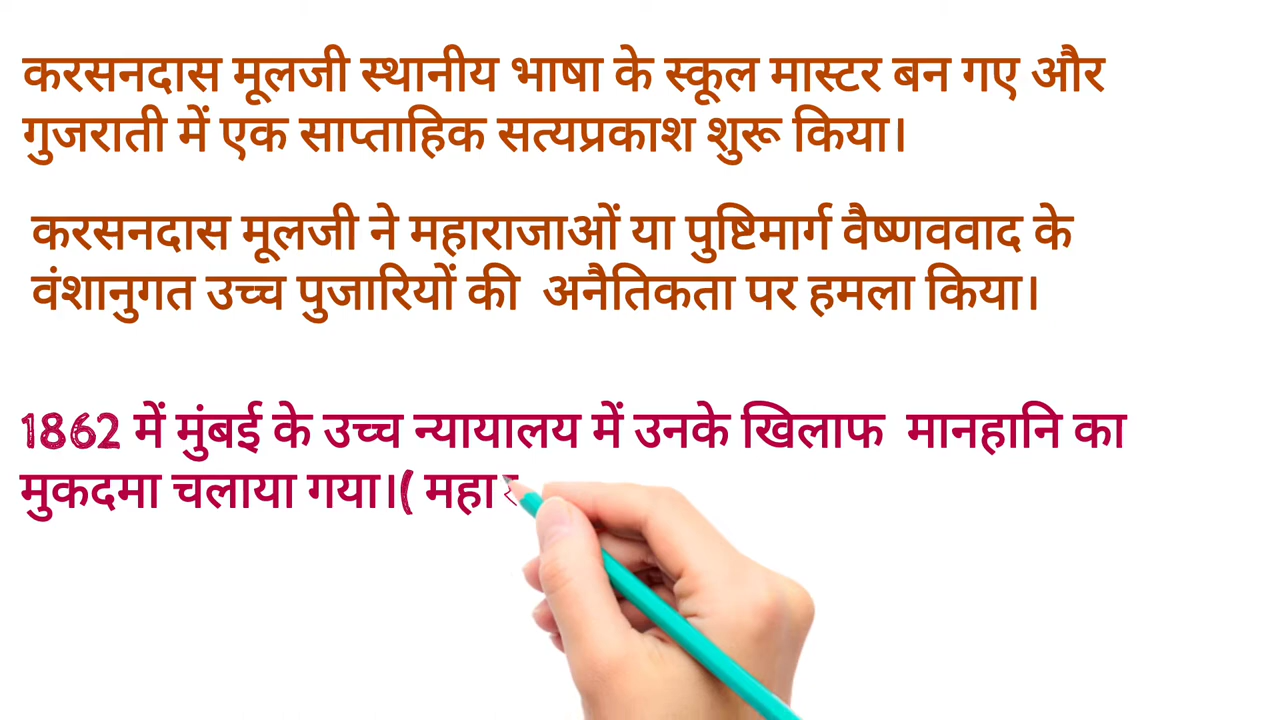 करसनदास मूलजी स्थानीय भाषा के स्कूल मास्टर बन गए और
गुजराती में एक साप्ताहिक सत्यप्रकाश शुरू किया।
करसनदास मूलजी ने महाराजाओं या पुष्टिमार्ग वैष्णववाद के
वंशानुगत उच्च पुजारियों की अनैतिकता पर हमला किया।
1862 में मुंबई के उच्च न्यायालय में उनके खिलाफ मानहानि का
मुकदमा चलाया गया।( महा